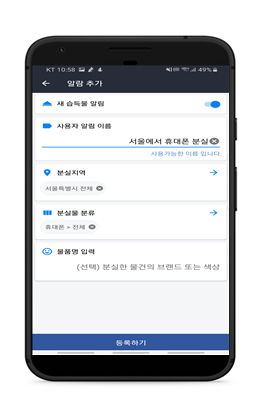 KT 10:58 49%
알람 추가
새 습득물 알림
사용자 알림 이름
서울에서 휴대폰 분실
사용가능한 이름 입니다.
분실지역
서울특별시 전체
분실물 분류
휴대폰 > 전체
물품명 입력
(선택) 분실한 물건의 브랜드 또는 색상
등록하기